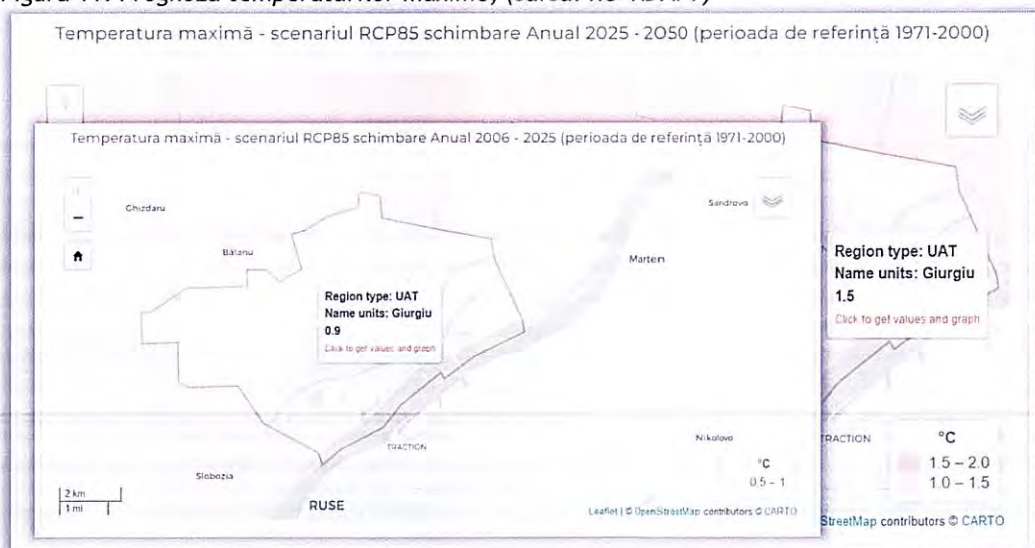 Temperatura maximă - scenariul RCP85 schimbare Anual 2025 - 2050 (perioada de referință 1971-2000)
Temperatura maximă - scenariul RCP85 schimbare Anual 2006 - 2025 (perioada de referință 1971-2000)
Chizdaru
Sandrovo
−
Bălanu
Marten
Region type: UAT
Name units: Giurgiu
0.9
Click to get values and graph
Region type: UAT
Name units: Giurgiu
1.5
Click to get values and graph
TRACTION
Nikolovo
Slobozia
°C
0.5 – 1
2 km
1 mi
RUSE
Leaflet | © OpenStreetMap contributors © CARTO
RACTION
°C
1.5 – 2.0
1.0 – 1.5
StreetMap contributors © CARTO